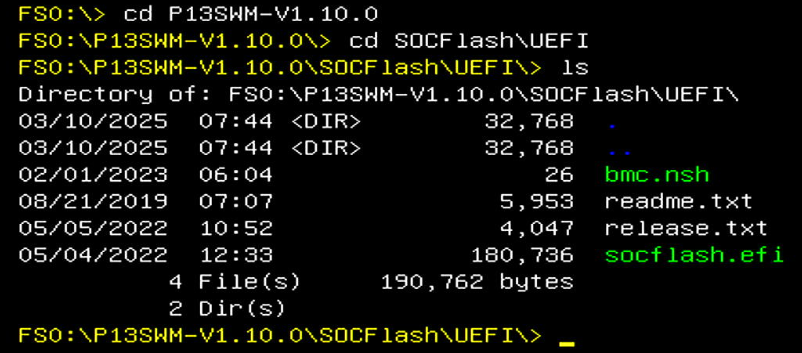 FS0:\> cd P13SWM-V1.10.0
FS0:\P13SWM-V1.10.0\> cd SOCFlash\UEFI
FS0:\P13SWM-V1.10.0\SOCFlash\UEFI\> ls
Directory of: FS0:\P13SWM-V1.10.0\SOCFlash\UEFI\
03/10/2025  07:44 <DIR>        32,768  .
03/10/2025  07:44 <DIR>        32,768  ..
02/01/2023  06:04                  26  bmc.nsh
08/21/2019  07:07               5,953  readme.txt
05/05/2022  10:52               4,047  release.txt
05/04/2022  12:33             180,736  socflash.efi
          4 File(s)     190,762 bytes
          2 Dir(s)
FS0:\P13SWM-V1.10.0\SOCFlash\UEFI\> _